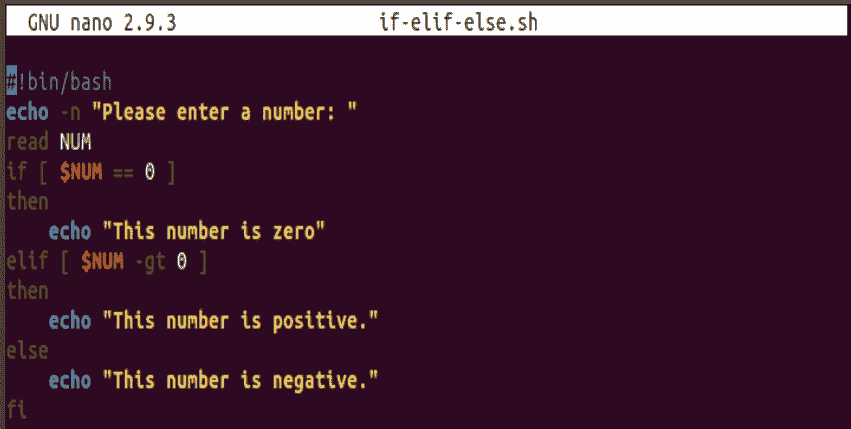 GNU nano 2.9.3 if-elif-else.sh
#!bin/bash
echo -n "Please enter a number: "
read NUM
if [ $NUM == 0 ]
then
    echo "This number is zero"
elif [ $NUM -gt 0 ]
then
    echo "This number is positive."
else
    echo "This number is negative."
fi